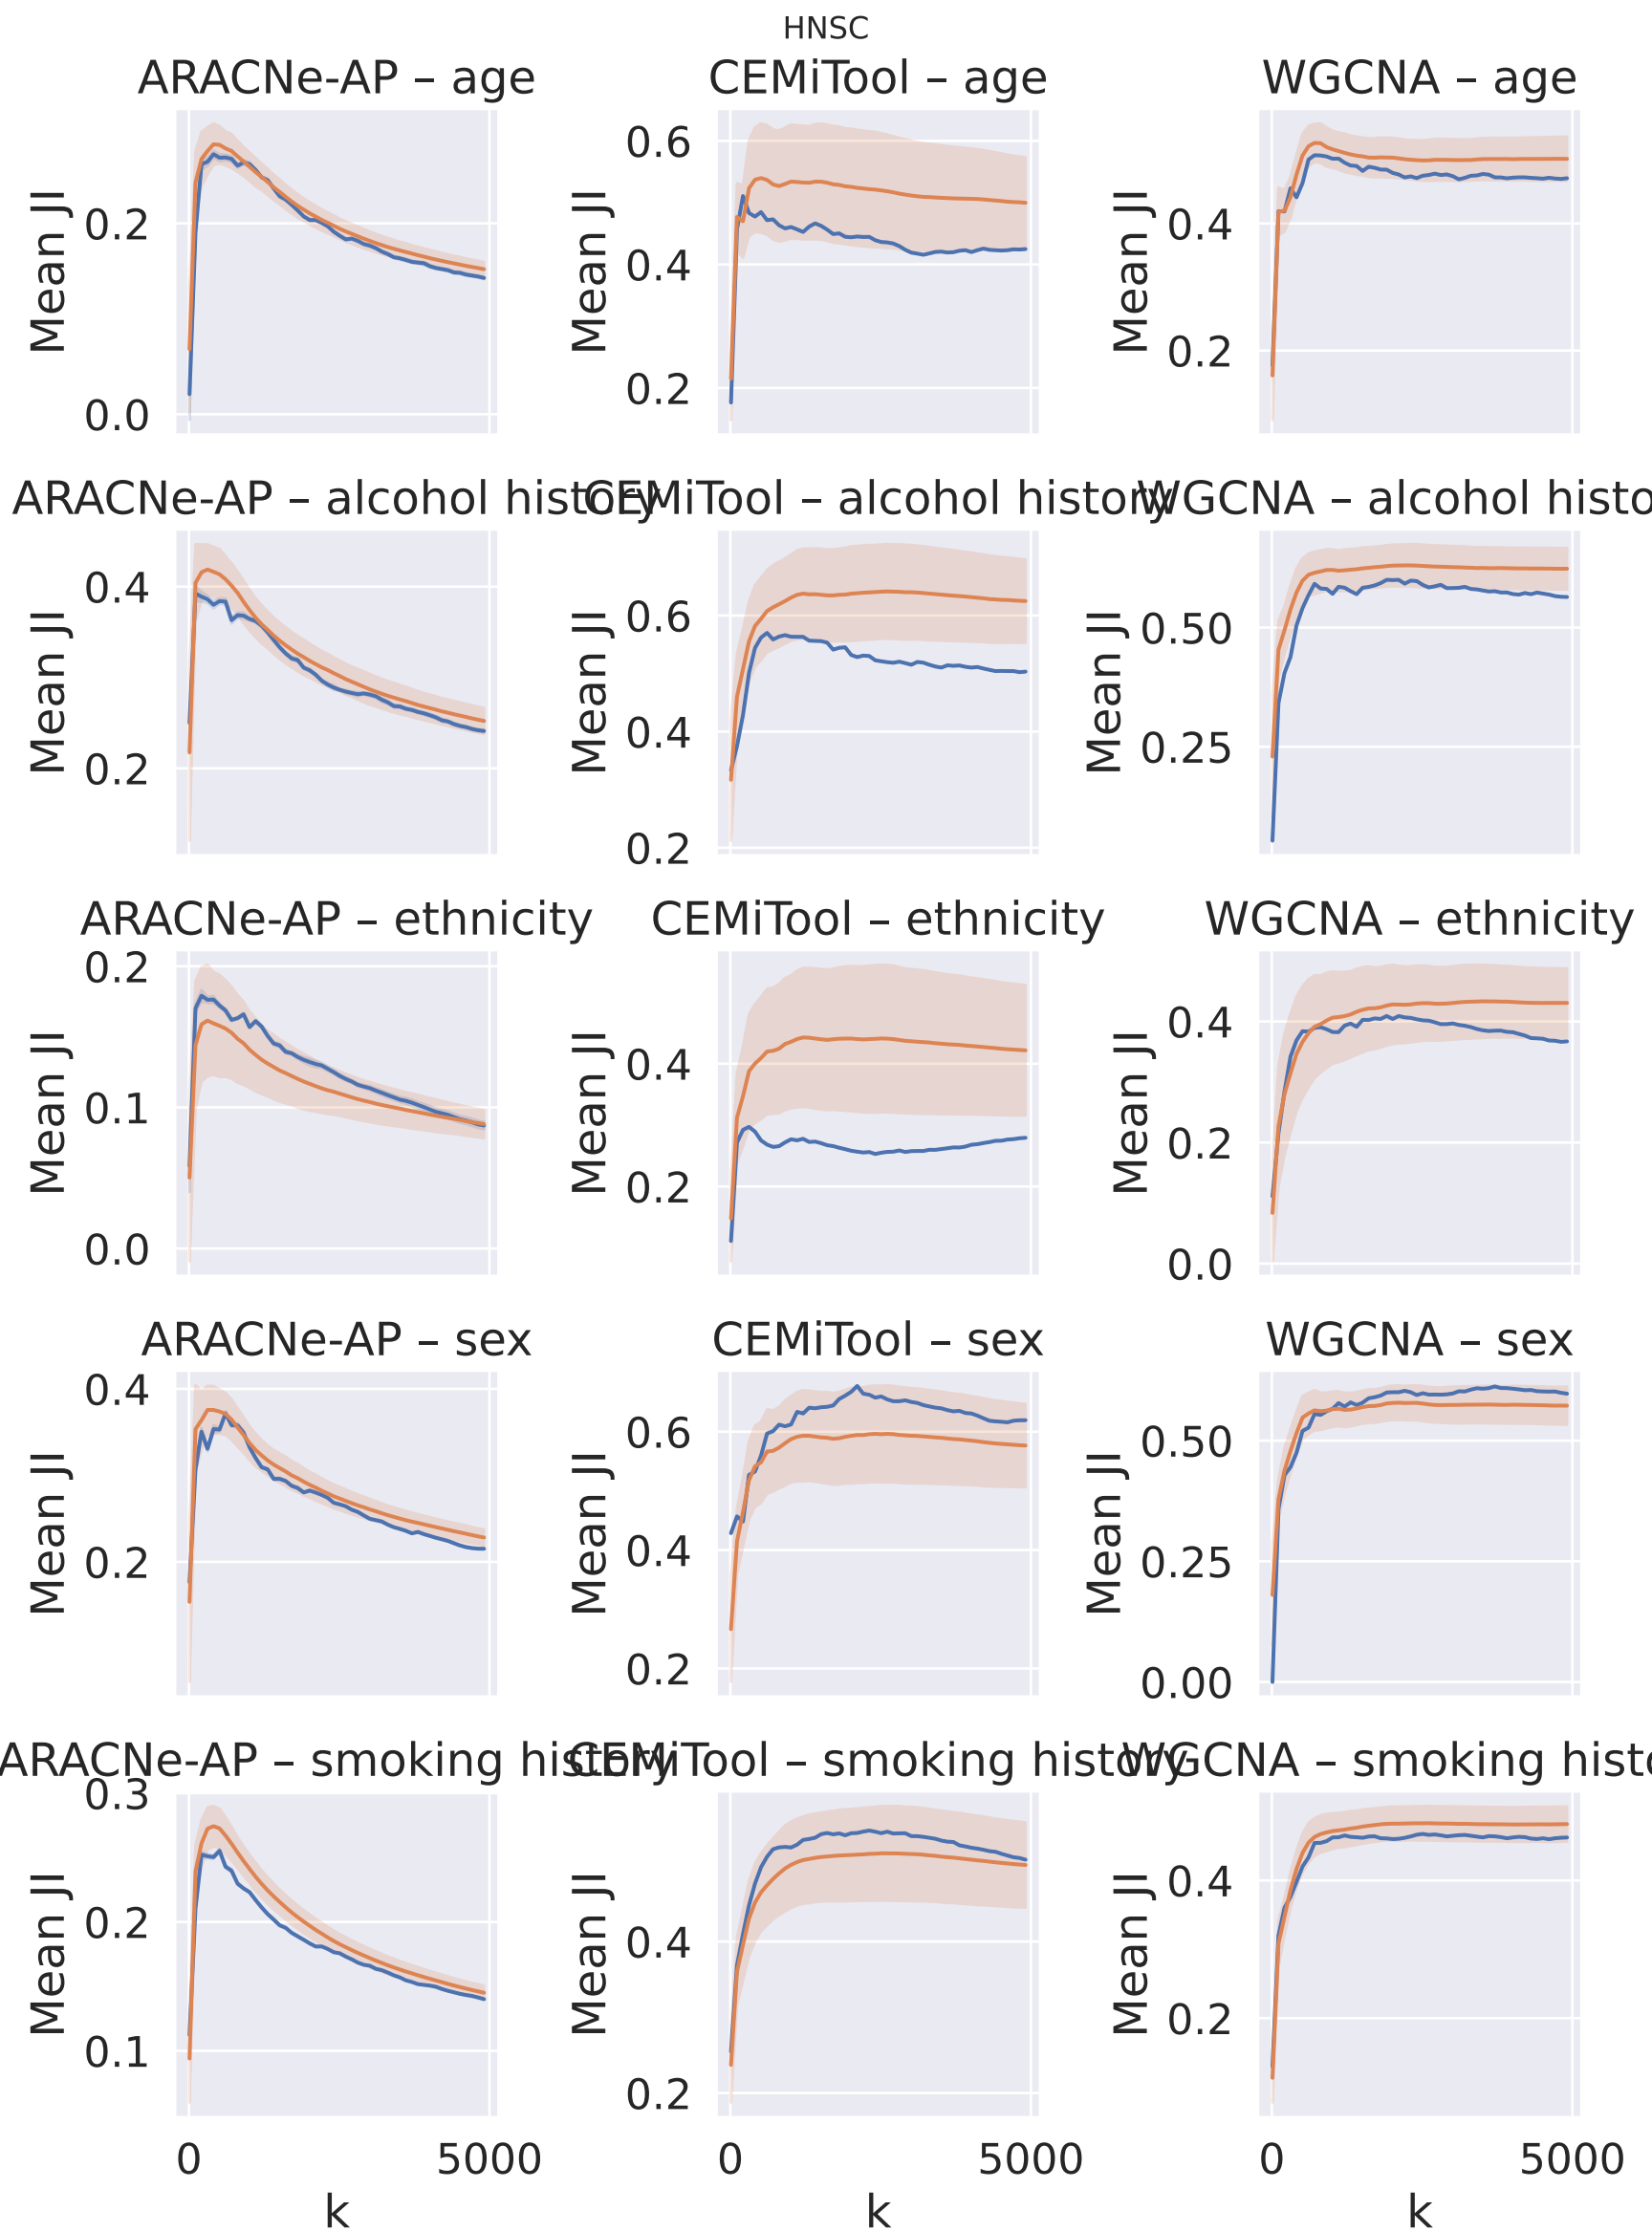 HNSC
ARACNe-AP – age
CEMiTool – age
WGCNA – age
Mean JI
0.2
0.0
Mean JI
0.6
0.4
0.2
Mean JI
0.4
0.2
ARACNe-AP – alcohol history
CEMiTool – alcohol history
WGCNA – alcohol histo
Mean JI
0.4
0.2
Mean JI
0.6
0.4
0.2
Mean JI
0.50
0.25
ARACNe-AP – ethnicity
CEMiTool – ethnicity
WGCNA – ethnicity
Mean JI
0.2
0.1
0.0
Mean JI
0.4
0.2
Mean JI
0.4
0.2
0.0
ARACNe-AP – sex
CEMiTool – sex
WGCNA – sex
Mean JI
0.4
0.2
Mean JI
0.6
0.4
0.2
Mean JI
0.50
0.25
0.00
ARACNe-AP – smoking history
CEMiTool – smoking history
WGCNA – smoking histo
Mean JI
0.3
0.2
0.1
Mean JI
0.4
0.2
Mean JI
0.4
0.2
0
5000
0
5000
0
5000
k
k
k